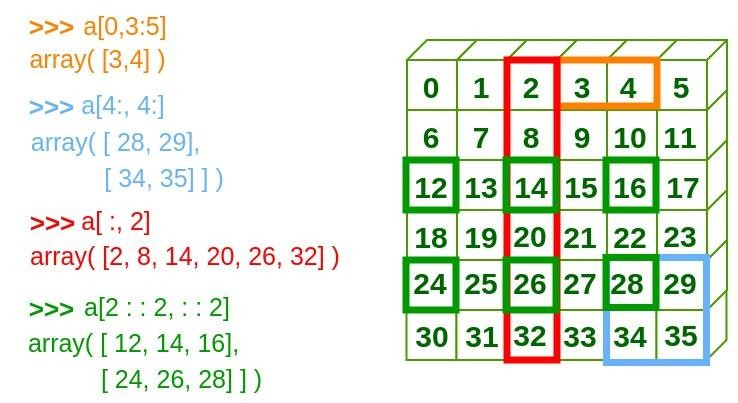 >>> a[0,3:5]
array( [3,4] )
>>> a[4:, 4:]
array( [ 28, 29],
[ 34, 35] ] )
>>> a[ :, 2]
array( [2, 8, 14, 20, 26, 32] )
>>> a[2 : : 2, : : 2]
array( [ 12, 14, 16],
[ 24, 26, 28] ] )
0 1 2 3 4 5
6 7 8 9 10 11
12 13 14 15 16 17
18 19 20 21 22 23
24 25 26 27 28 29
30 31 32 33 34 35